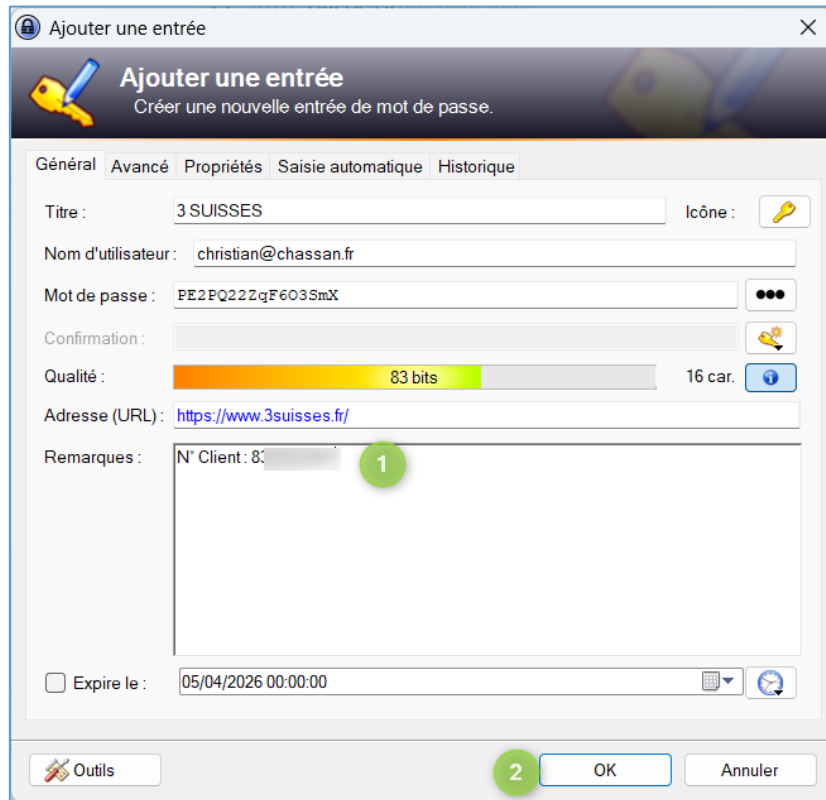 Ajouter une entrée
Ajouter une entrée
Créer une nouvelle entrée de mot de passe.
Général Avancé Propriétés Saisie automatique Historique
Titre : 3 SUISSES Icône :
Nom d'utilisateur : christian@chassan.fr
Mot de passe : PE2PQ22ZqF6O3SmX
Confirmation :
Qualité : 83 bits 16 car.
Adresse (URL) : https://www.3suisses.fr/
Remarques : N° Client : 83 1
Expire le : 05/04/2026 00:00:00
Outils 2 OK Annuler